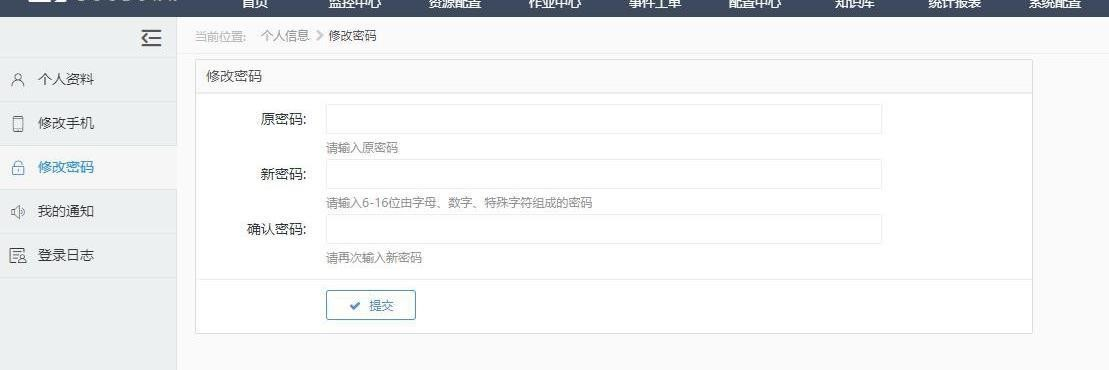 首页 监控中心 资源配置 作业中心 事件工单 配置中心 知识库 统计报表 系统配置
当前位置: 个人信息 修改密码
个人资料
修改手机
修改密码
我的通知
登录日志
修改密码
原密码:
请输入原密码
新密码:
请输入6-16位由字母、数字、特殊字符组成的密码
确认密码:
请再次输入新密码
提交